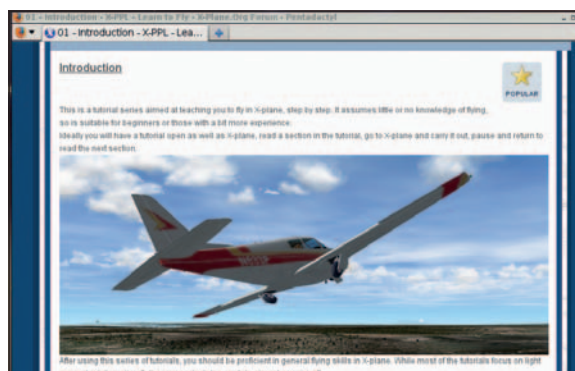 01 - Introduction - X-PPL - Learn to Fly - X-Plane.Org Forum - Pentadactyl
01 - Introduction - X-PPL - Lea...
Introduction
POPULAR
This is a tutorial series aimed at teaching you to fly in X-plane, step by step. It assumes little or no knowledge of flying,
so is suitable for beginners or those with a bit more experience.
Ideally you will have a tutorial open as well as X-plane, read a section in the tutorial, go to X-plane and carry it out, pause and return to
read the next section.
After using this series of tutorials, you should be proficient in general flying skills in X-plane. While most of the tutorials focus on light